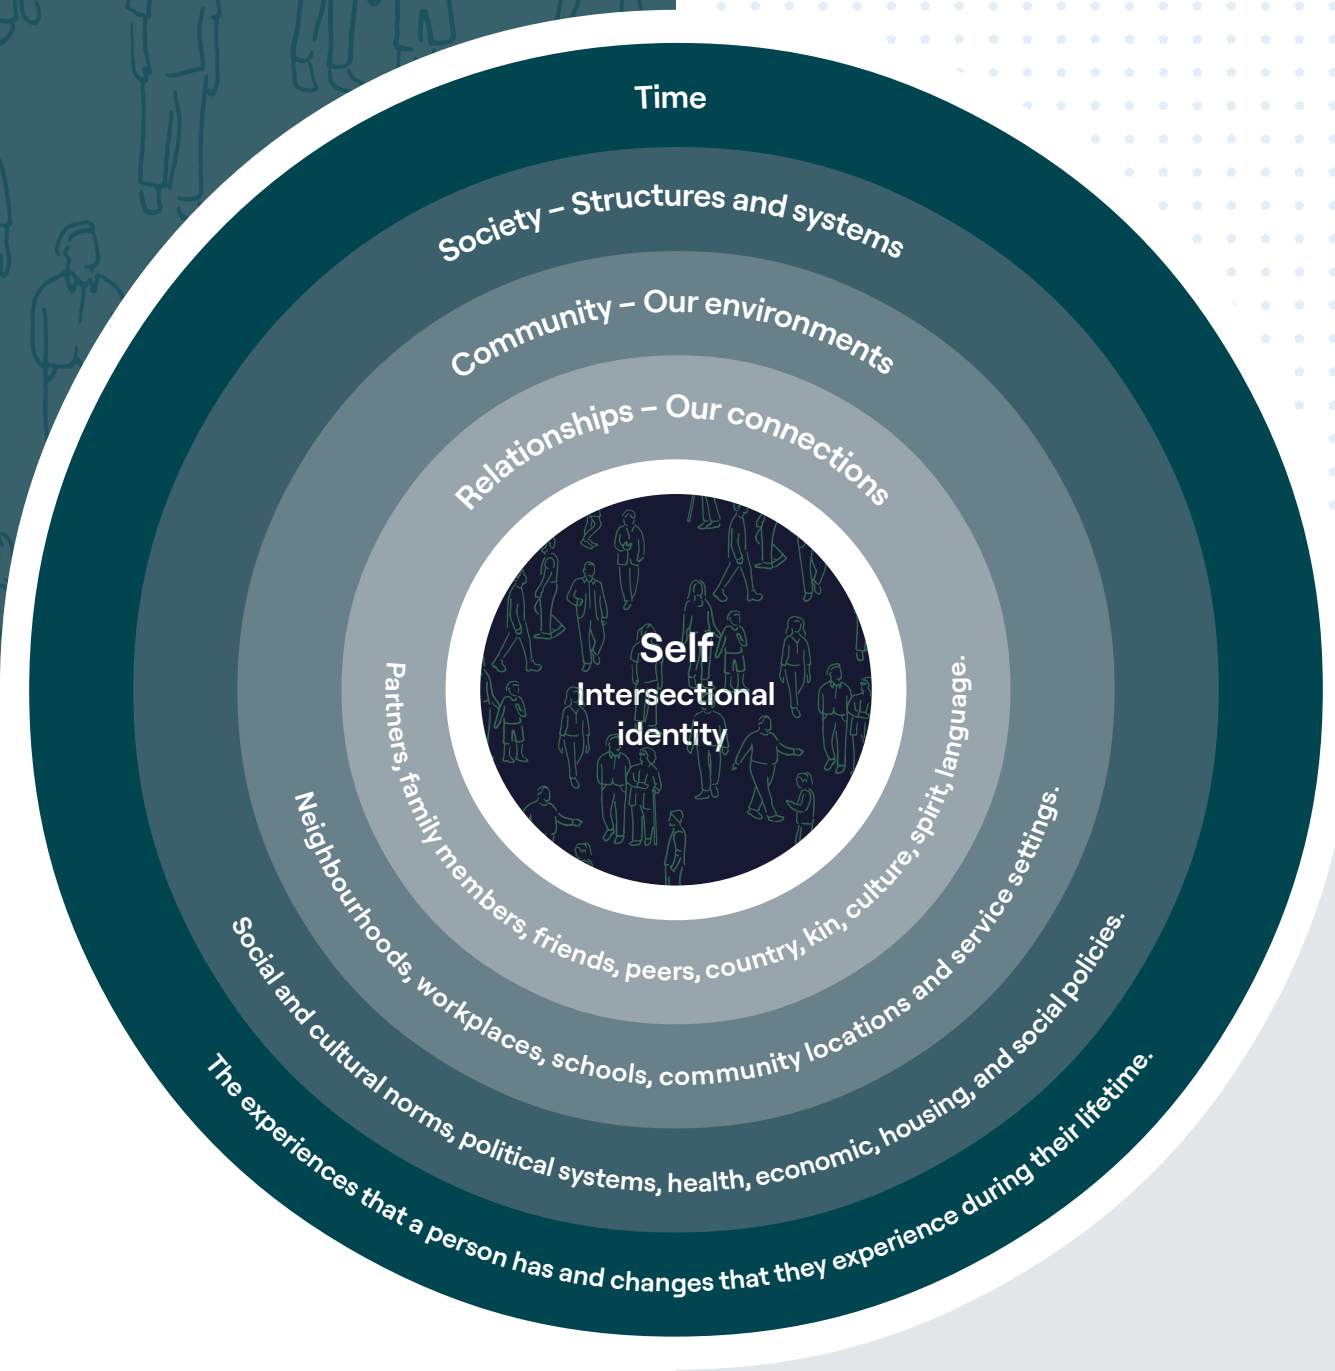 Time
Society – Structures and systems
Community – Our environments
Relationships – Our connections
Self
Intersectional
identity
Partners, family members, friends, peers, country, kin, culture, spirit, language.
Neighbourhoods, workplaces, schools, community locations and service settings.
Social and cultural norms, political systems, health, economic, housing, and social policies.
The experiences that a person has and changes that they experience during their lifetime.